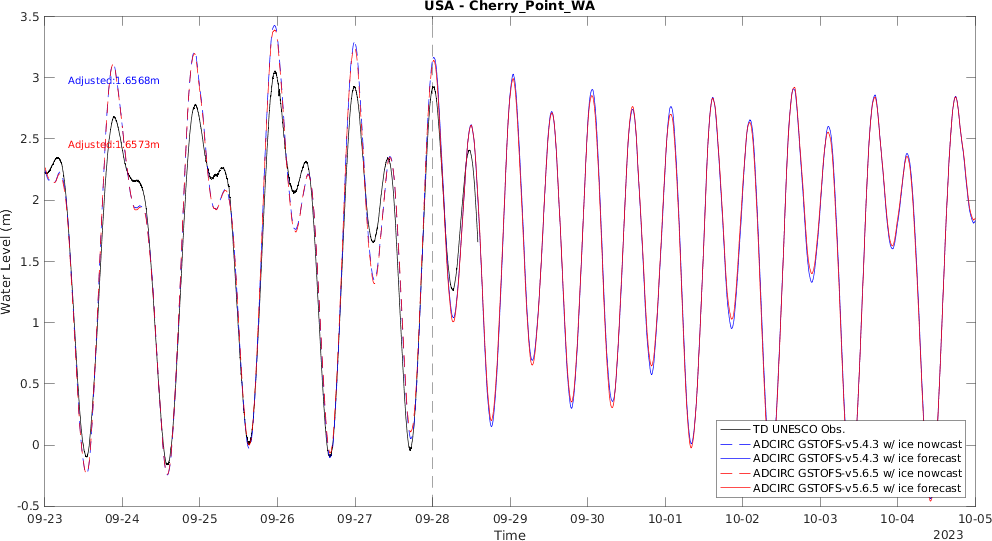 USA - Cherry_Point_WA
3.5
3
2.5
2
1.5
1
0.5
0
-0.5
Water Level (m)
Adjusted:1.6568m
Adjusted:1.6573m
TD UNESCO Obs.
ADCIRC GSTOFS-v5.4.3 w/ ice nowcast
ADCIRC GSTOFS-v5.4.3 w/ ice forecast
ADCIRC GSTOFS-v5.6.5 w/ ice nowcast
ADCIRC GSTOFS-v5.6.5 w/ ice forecast
09-23 09-24 09-25 09-26 09-27 09-28 09-29 09-30 10-01 10-02 10-03 10-04 10-05
Time
2023